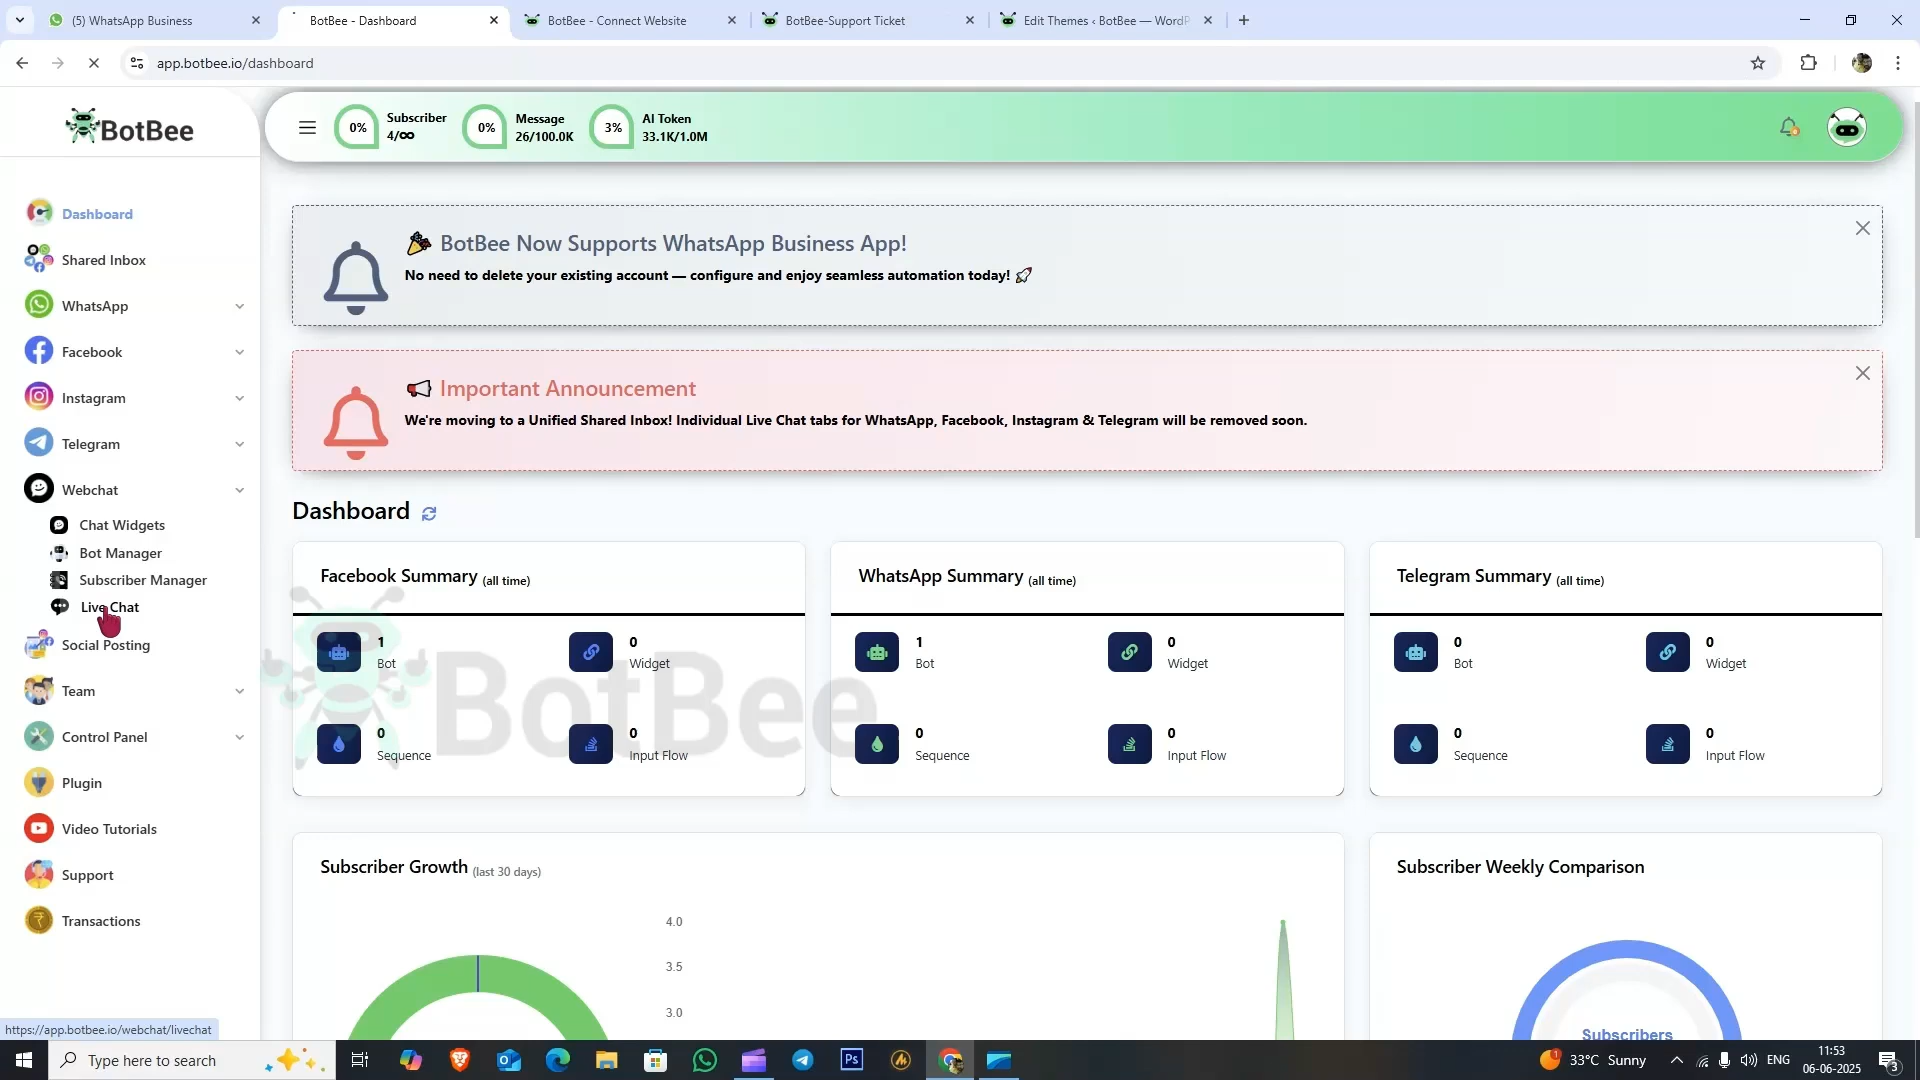 (5) WhatsApp Business
BotBee - Dashboard
BotBee - Connect Website
BotBee-Support Ticket
Edit Themes ‹ BotBee — WordP
app.botbee.io/dashboard
BotBee
0%
Subscriber
4/∞
0%
Message
26/100.0K
3%
AI Token
33.1K/1.0M
Dashboard
Shared Inbox
WhatsApp
Facebook
Instagram
Telegram
Webchat
Chat Widgets
Bot Manager
Subscriber Manager
Live Chat
Social Posting
Team
Control Panel
Plugin
Video Tutorials
Support
Transactions
BotBee Now Supports WhatsApp Business App!
No need to delete your existing account — configure and enjoy seamless automation today!
Important Announcement
We're moving to a Unified Shared Inbox! Individual Live Chat tabs for WhatsApp, Facebook, Instagram & Telegram will be removed soon.
Dashboard
Facebook Summary (all time)
1
Bot
0
Widget
0
Sequence
0
Input Flow
WhatsApp Summary (all time)
1
Bot
0
Widget
0
Sequence
0
Input Flow
Telegram Summary (all time)
0
Bot
0
Widget
0
Sequence
0
Input Flow
BotBee
Subscriber Growth (last 30 days)
4.0
3.5
3.0
Subscriber Weekly Comparison
Subscribers
https://app.botbee.io/webchat/livechat
Type here to search
Ps
1
33°C Sunny
ENG
11:53
06-06-2025
3